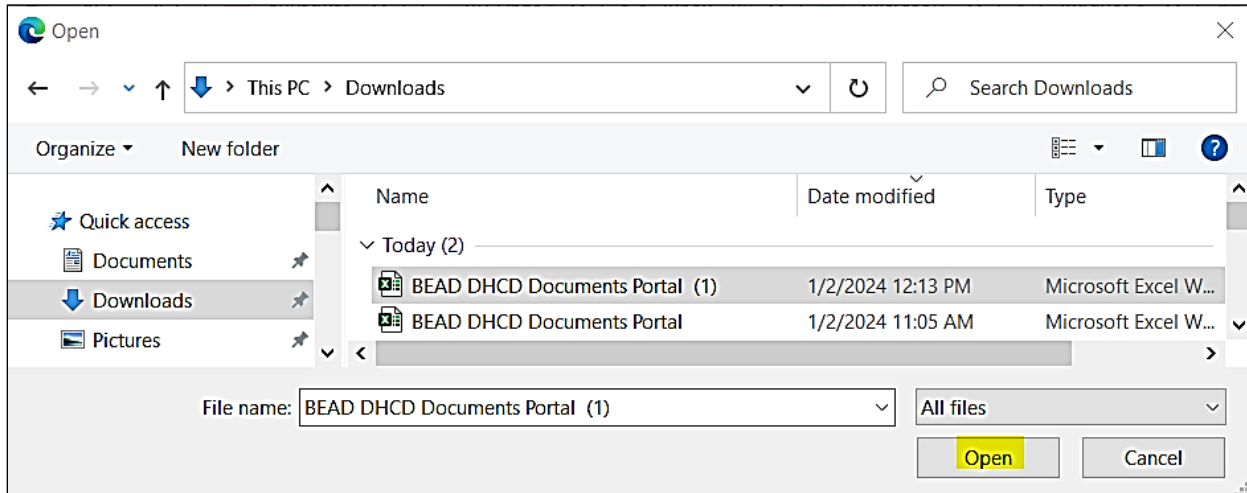 Open
This PC > Downloads
Search Downloads
Organize
New folder
Name Date modified Type
Quick access
Today (2)
Documents
BEAD DHCD Documents Portal (1) 1/2/2024 12:13 PM Microsoft Excel W...
Downloads
BEAD DHCD Documents Portal 1/2/2024 11:05 AM Microsoft Excel W...
Pictures
File name: BEAD DHCD Documents Portal (1) All files
Open Cancel